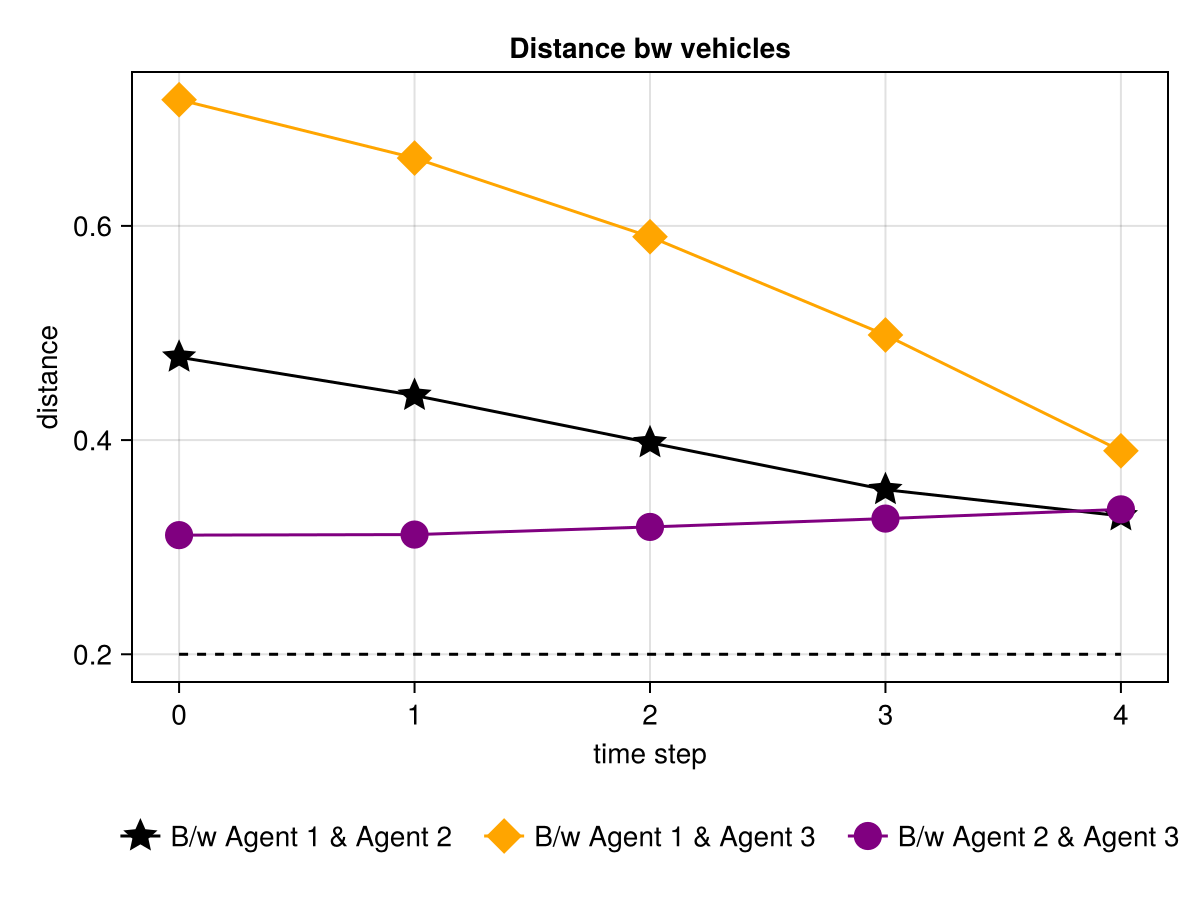 Distance bw vehicles
0.6
0.4
0.2
distance
0 1 2 3 4
time step
B/w Agent 1 & Agent 2 B/w Agent 1 & Agent 3 B/w Agent 2 & Agent 3